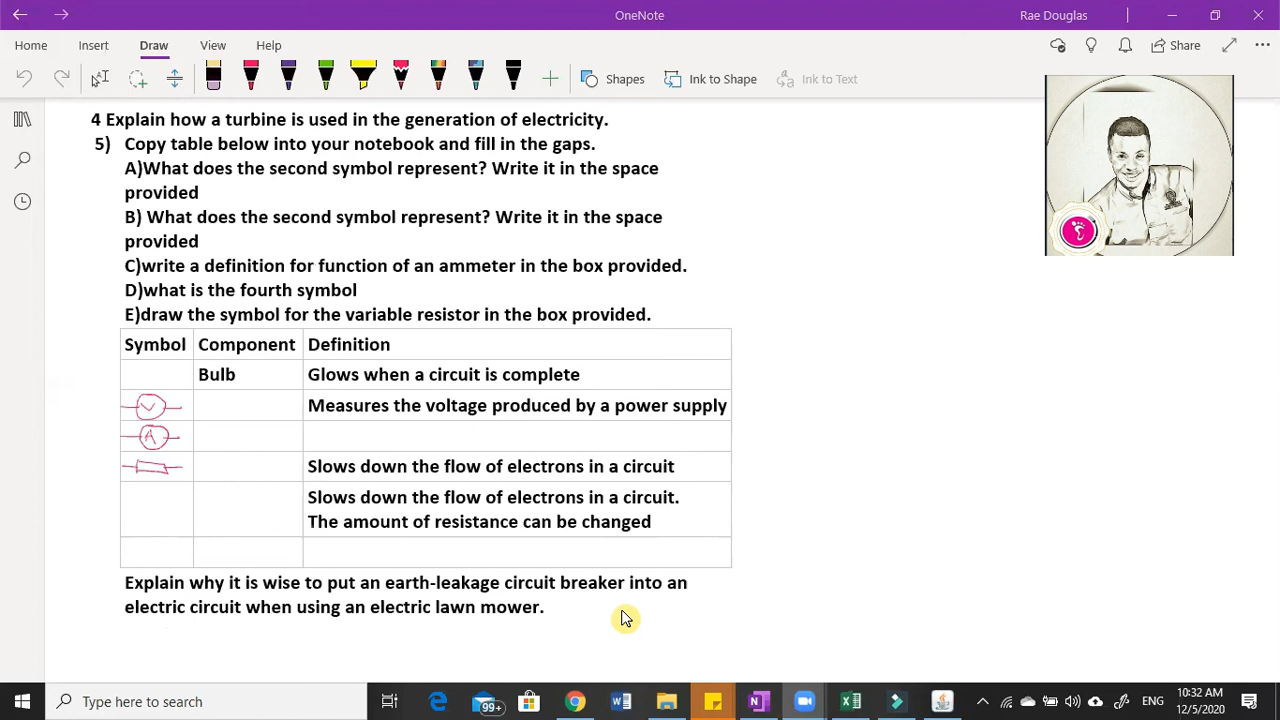 OneNote
Rae Douglas
Home Insert Draw View Help
Share
Shapes Ink to Shape Ink to Text
4 Explain how a turbine is used in the generation of electricity.
5) Copy table below into your notebook and fill in the gaps.
A)What does the second symbol represent? Write it in the space
provided
B) What does the second symbol represent? Write it in the space
provided
C)write a definition for function of an ammeter in the box provided.
D)what is the fourth symbol
E)draw the symbol for the variable resistor in the box provided.
Symbol Component Definition
Bulb Glows when a circuit is complete
V Measures the voltage produced by a power supply
A
Slows down the flow of electrons in a circuit
Slows down the flow of electrons in a circuit.
The amount of resistance can be changed
Explain why it is wise to put an earth-leakage circuit breaker into an
electric circuit when using an electric lawn mower.
Type here to search
99+
ENG
10:32 AM
12/5/2020